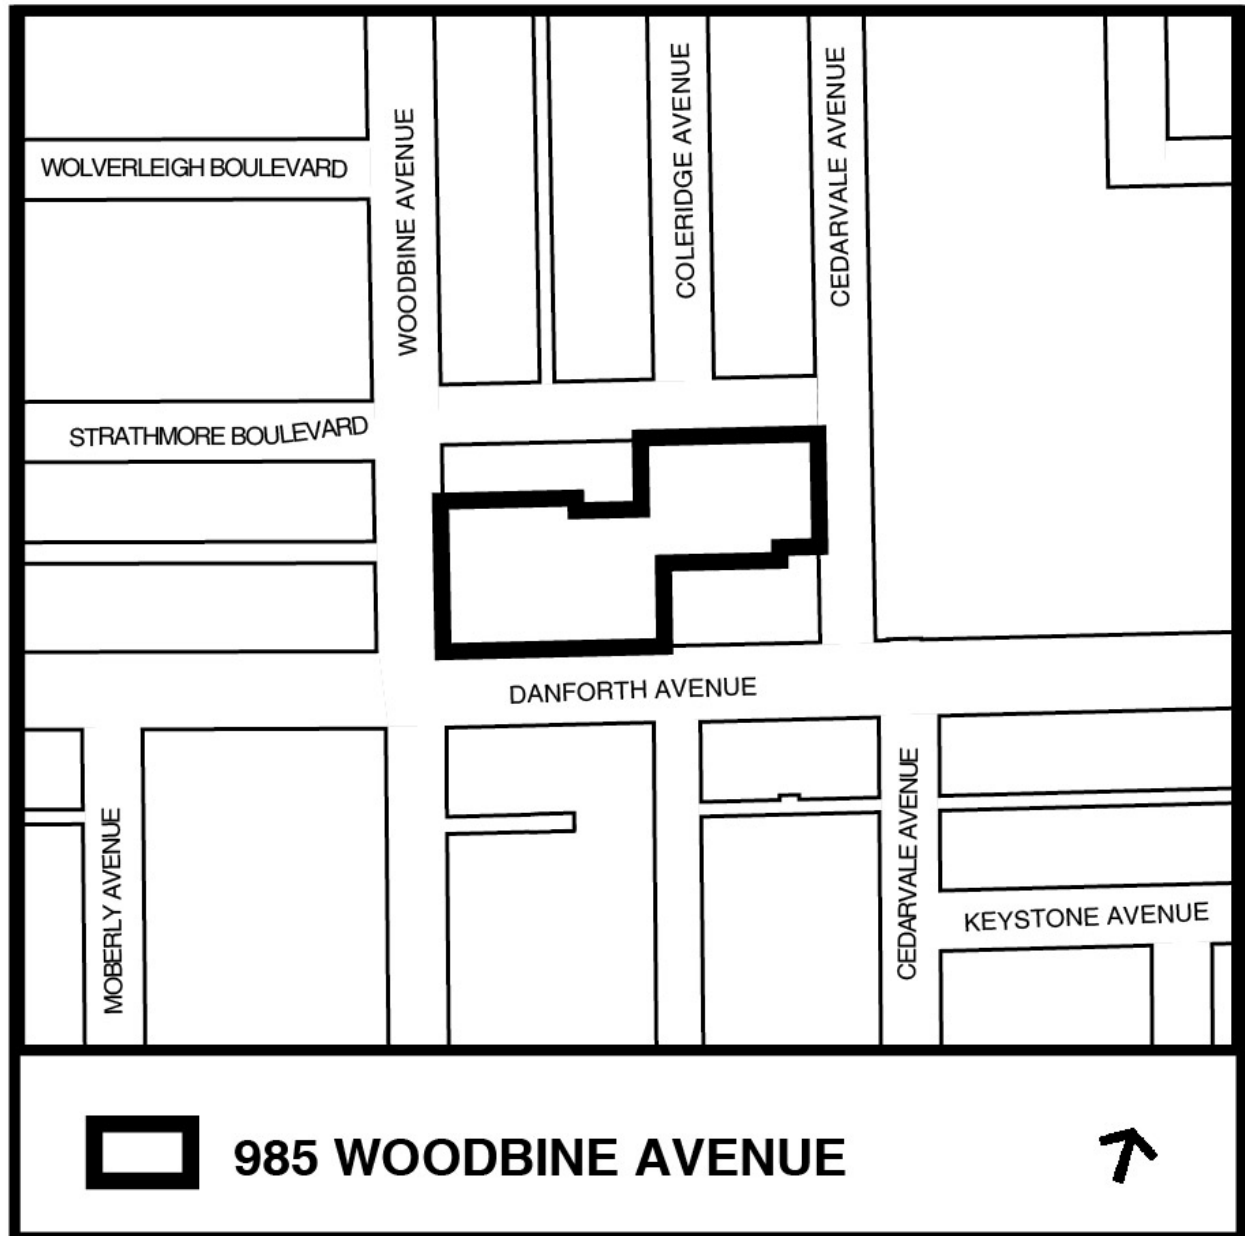 WOLVERLEIGH BOULEVARD
WOODBINE AVENUE
COLERIDGE AVENUE
CEDARVALE AVENUE
STRATHMORE BOULEVARD
DANFORTH AVENUE
MOBERLY AVENUE
CEDARVALE AVENUE
KEYSTONE AVENUE
985 WOODBINE AVENUE